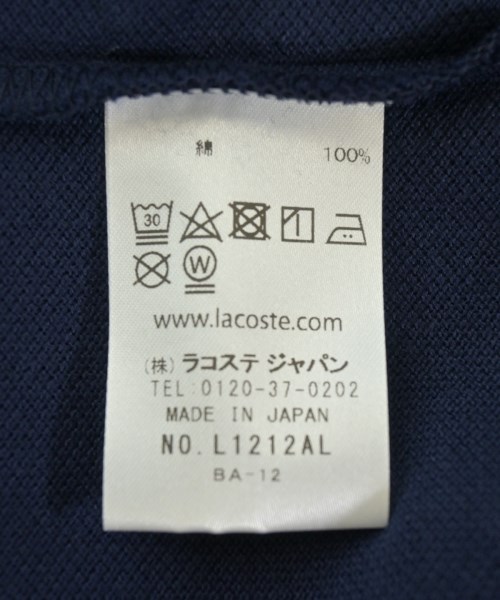 綿 100%
30
W
www.lacoste.com
(株) ラコステ ジャパン
TEL:0120-37-0202
MADE IN JAPAN
NO. L1212AL
BA-12